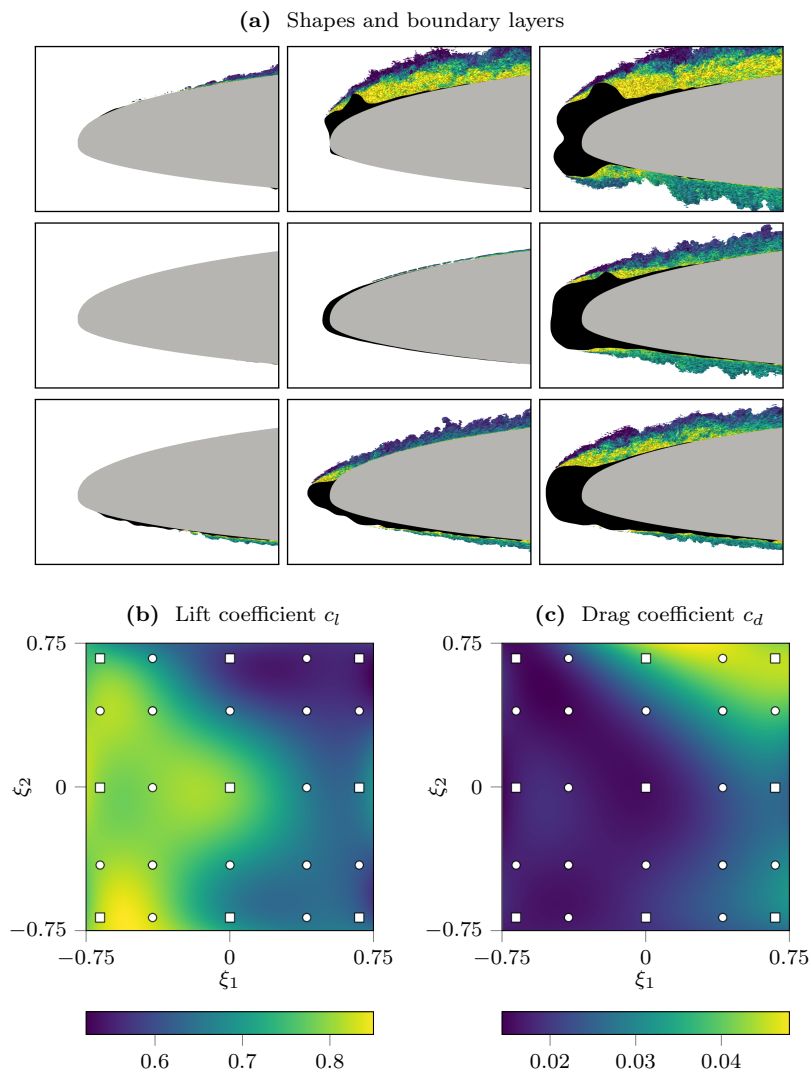 (a) Shapes and boundary layers
(b) Lift coefficient c_l
(c) Drag coefficient c_d
0.75
0
−0.75
ξ₂
−0.75 0 0.75
ξ₁
0.6 0.7 0.8
0.75
0
−0.75
ξ₂
−0.75 0 0.75
ξ₁
0.02 0.03 0.04